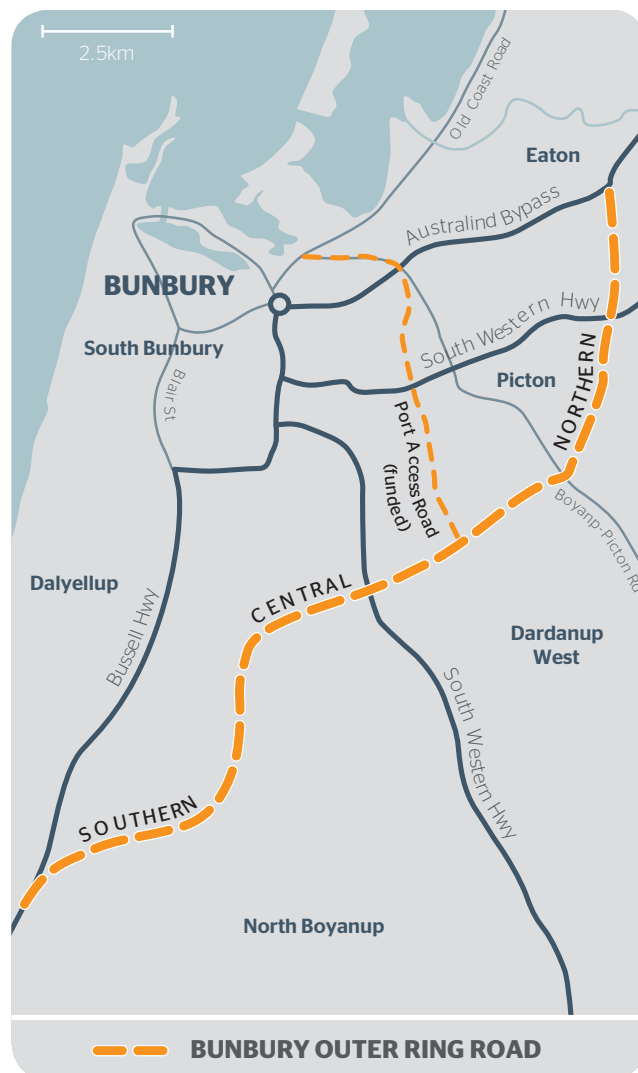 2.5km
Old Coast Road
Eaton
Australind Bypass
BUNBURY
South Western Hwy
South Bunbury
Picton
NORTHERN
Blair St
Port Access Road
(funded)
Boyanp-Picton Rd
Dalyellup
CENTRAL
Bussell Hwy
Dardanup
West
South Western Hwy
SOUTHERN
North Boyanup
BUNBURY OUTER RING ROAD